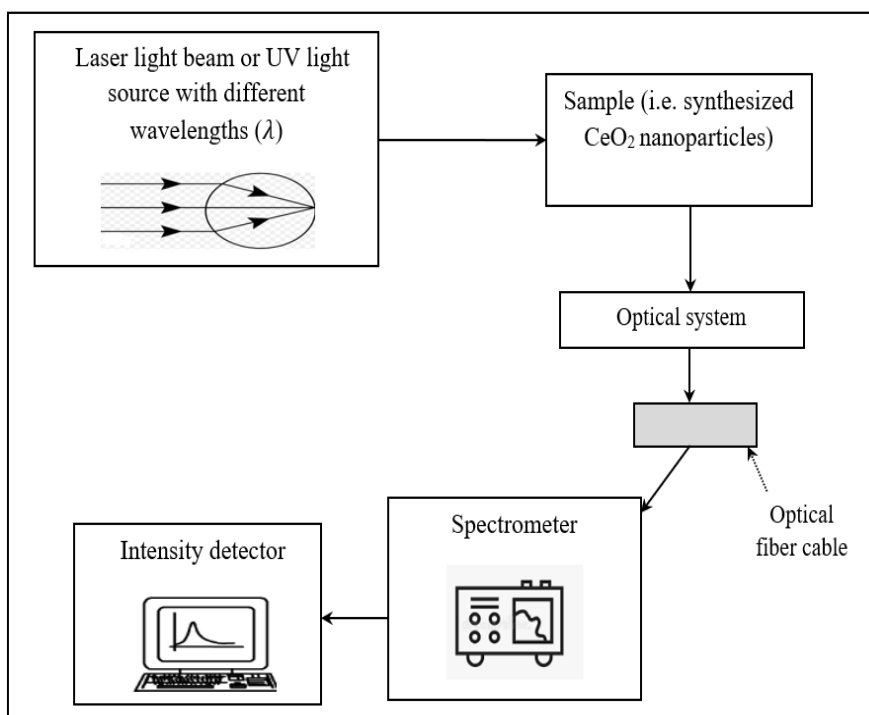 Laser light beam or UV light
source with different
wavelengths (λ)
Sample (i.e. synthesized
CeO₂ nanoparticles)
Optical system
Optical
fiber cable
Spectrometer
Intensity detector